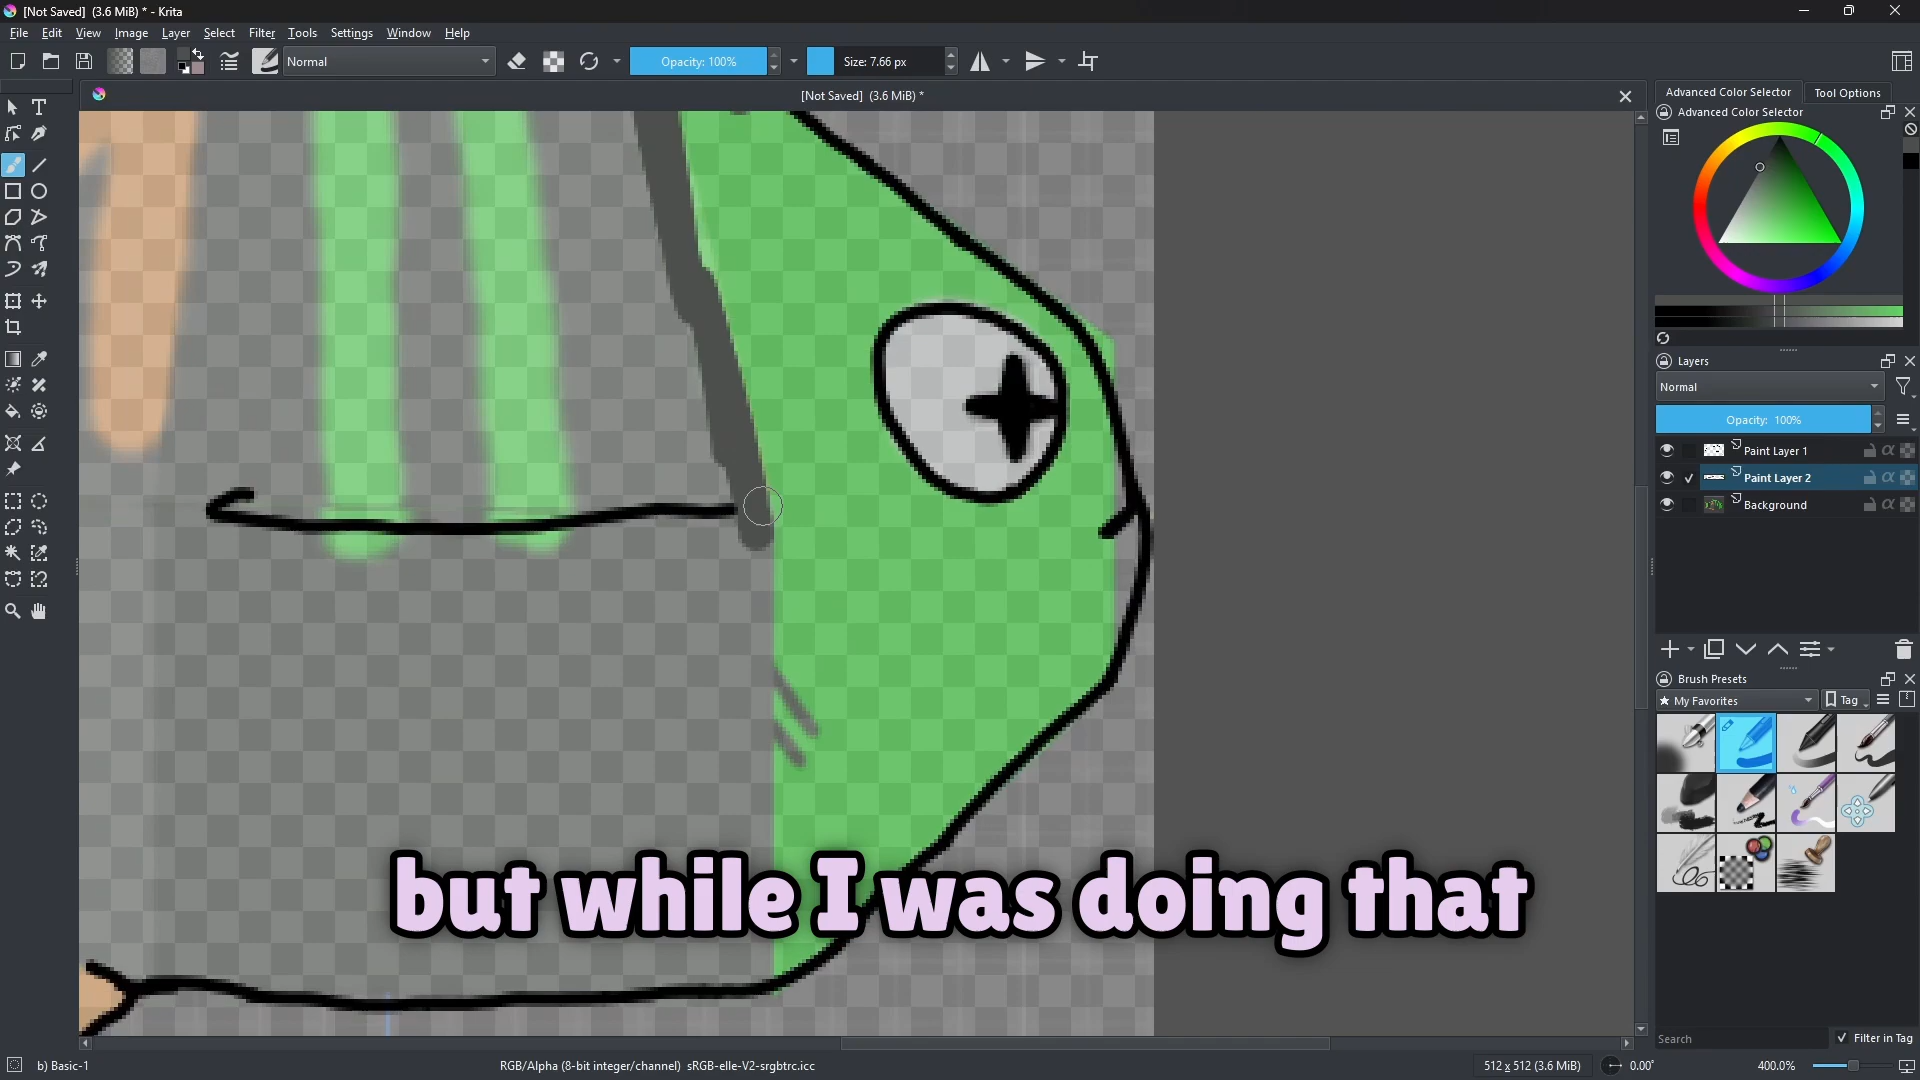 [Not Saved] (3.6 MiB) * - Krita
File Edit View Image Layer Select Filter Tools Settings Window Help
Normal Opacity: 100% Size: 7.66 px
[Not Saved] (3.6 MiB) *
Advanced Color Selector Tool Options
Advanced Color Selector
Layers
Normal
Opacity: 100%
Paint Layer 1
Paint Layer 2
Background
Brush Presets
★ My Favorites Tag
but while I was doing that
Search Filter in Tag
b) Basic-1 RGB/Alpha (8-bit integer/channel) sRGB-elle-V2-srgbtrc.icc 512 x 512 (3.6 MiB) 0.00° 400.0%